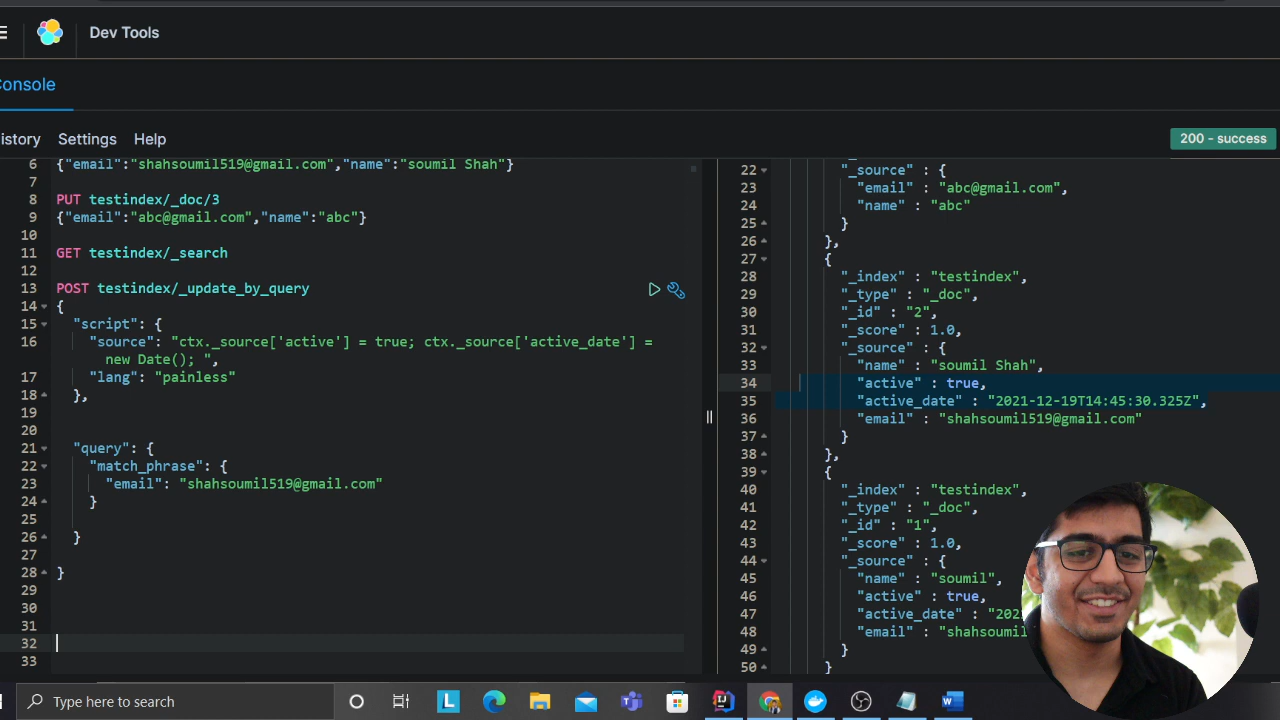 Dev Tools
Console
istory Settings Help
200 - success
6 {"email":"shahsoumil519@gmail.com","name":"soumil Shah"}
7
8 PUT testindex/_doc/3
9 {"email":"abc@gmail.com","name":"abc"}
10
11 GET testindex/_search
12
13 POST testindex/_update_by_query
14 {
15 "script": {
16 "source": "ctx._source['active'] = true; ctx._source['active_date'] =
new Date(); ",
17 "lang": "painless"
18 },
19
20
21 "query": {
22 "match_phrase": {
23 "email": "shahsoumil519@gmail.com"
24 }
25
26 }
27
28 }
29
30
31
32
33
22 "_source" : {
23 "email" : "abc@gmail.com",
24 "name" : "abc"
25 }
26 },
27 {
28 "_index" : "testindex",
29 "_type" : "_doc",
30 "_id" : "2",
31 "_score" : 1.0,
32 "_source" : {
33 "name" : "soumil Shah",
34 "active" : true,
35 "active_date" : "2021-12-19T14:45:30.325Z",
36 "email" : "shahsoumil519@gmail.com"
37 }
38 },
39 {
40 "_index" : "testindex",
41 "_type" : "_doc",
42 "_id" : "1",
43 "_score" : 1.0,
44 "_source" : {
45 "name" : "soumil",
46 "active" : true,
47 "active_date" : "202
48 "email" : "shahsoumil
49 }
50 }
Type here to search